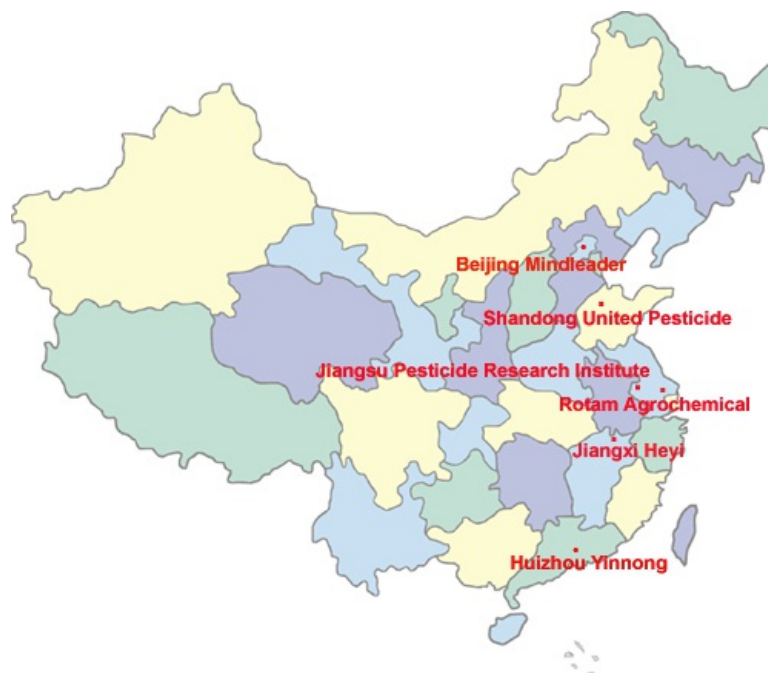 Beijing Mindleader
Shandong United Pesticide
Jiangsu Pesticide Research Institute
Rotam Agrochemical
Jiangxi Heyi
Huizhou Yinnong